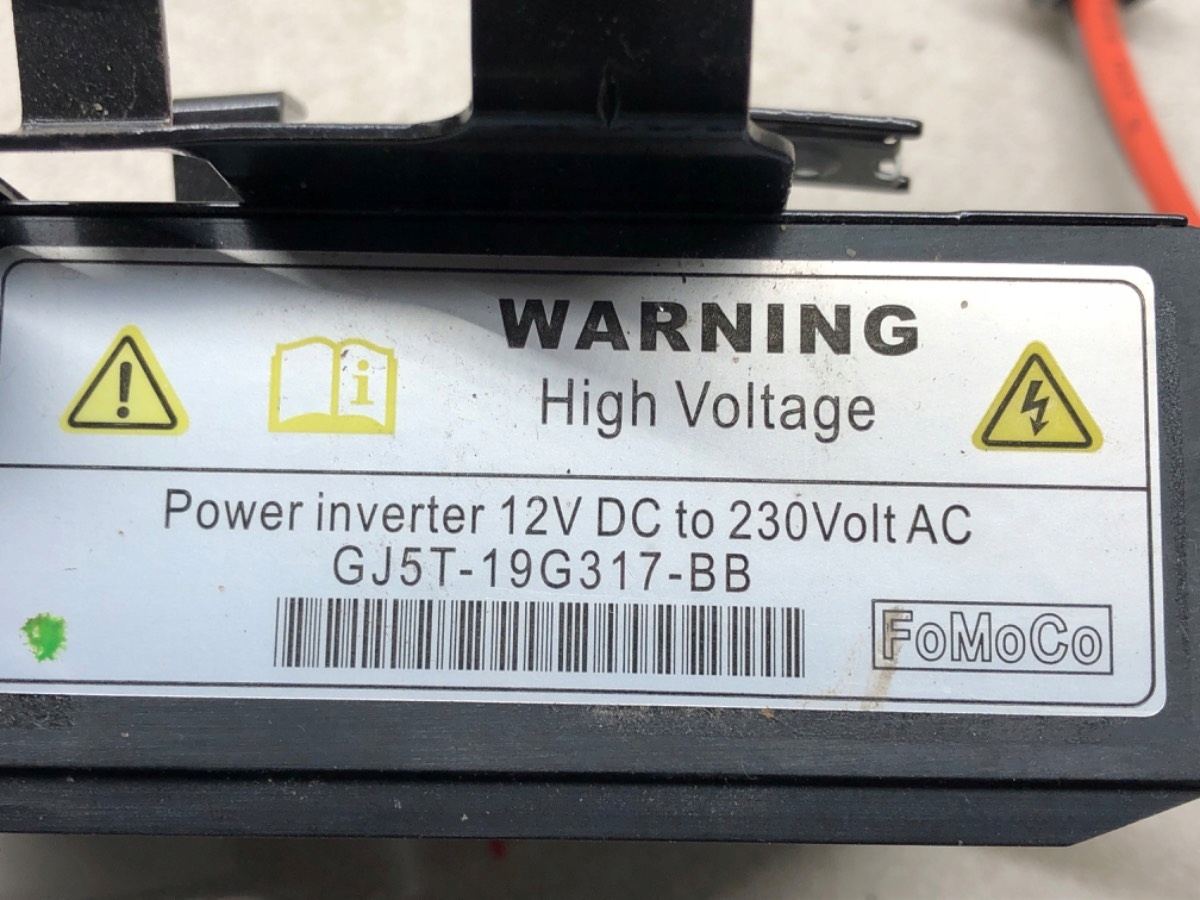 WARNING
High Voltage
i
Power inverter 12V DC to 230Volt AC
GJ5T-19G317-BB
FoMoCo